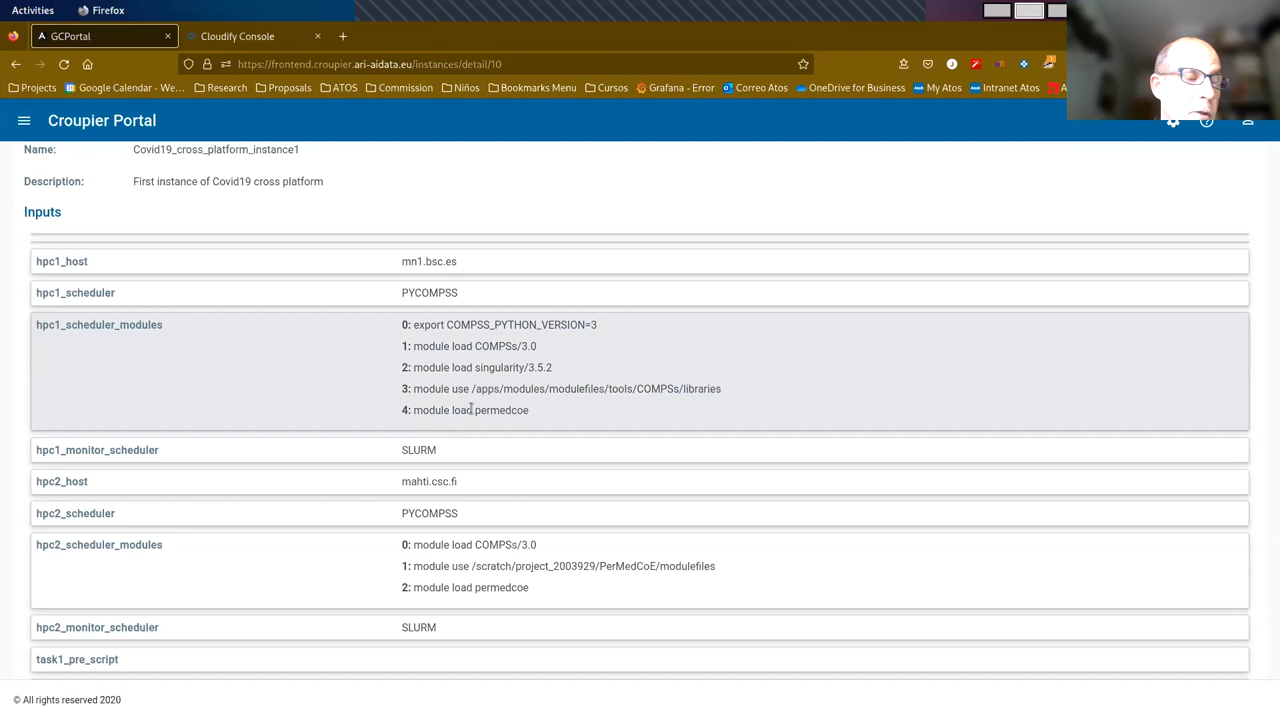 Activities Firefox
GCPortal × Cloudify Console × +
https://frontend.croupier.ari-aidata.eu/instances/detail/10
Projects Google Calendar - We… Research Proposals ATOS Commission Niños Bookmarks Menu Cursos Grafana - Error Correo Atos OneDrive for Business My Atos Intranet Atos
Croupier Portal
Name: Covid19_cross_platform_instance1
Description: First instance of Covid19 cross platform
Inputs
hpc1_host mn1.bsc.es
hpc1_scheduler PYCOMPSS
hpc1_scheduler_modules 0: export COMPSS_PYTHON_VERSION=3
1: module load COMPSs/3.0
2: module load singularity/3.5.2
3: module use /apps/modules/modulefiles/tools/COMPSs/libraries
4: module load permedcoe
hpc1_monitor_scheduler SLURM
hpc2_host mahti.csc.fi
hpc2_scheduler PYCOMPSS
hpc2_scheduler_modules 0: module load COMPSs/3.0
1: module use /scratch/project_2003929/PerMedCoE/modulefiles
2: module load permedcoe
hpc2_monitor_scheduler SLURM
task1_pre_script
© All rights reserved 2020